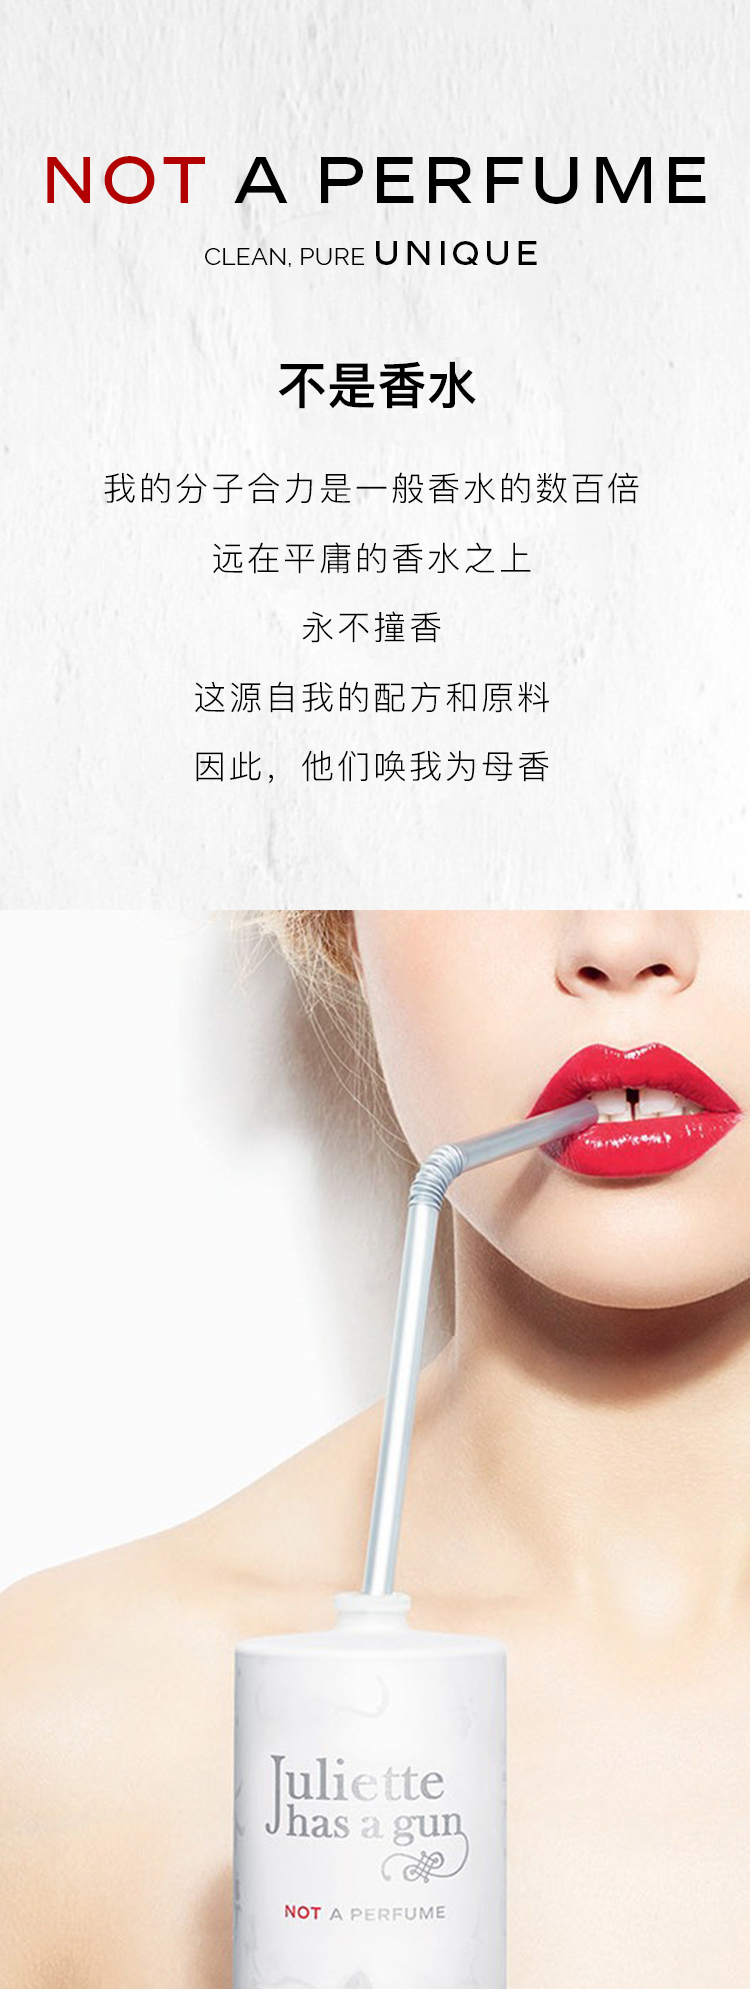 NOT A PERFUME
CLEAN, PURE UNIQUE
不是香水
我的分子合力是一般香水的数百倍
远在平庸的香水之上
永不撞香
这源自我的配方和原料
因此，他们唤我为母香
Juliette
has a gun
NOT A PERFUME